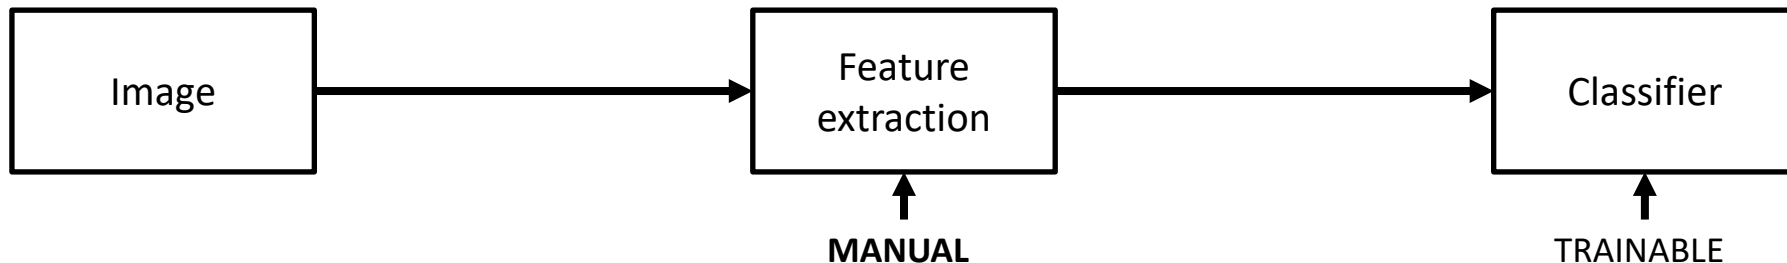 Image
Feature
extraction
Classifier
MANUAL
TRAINABLE